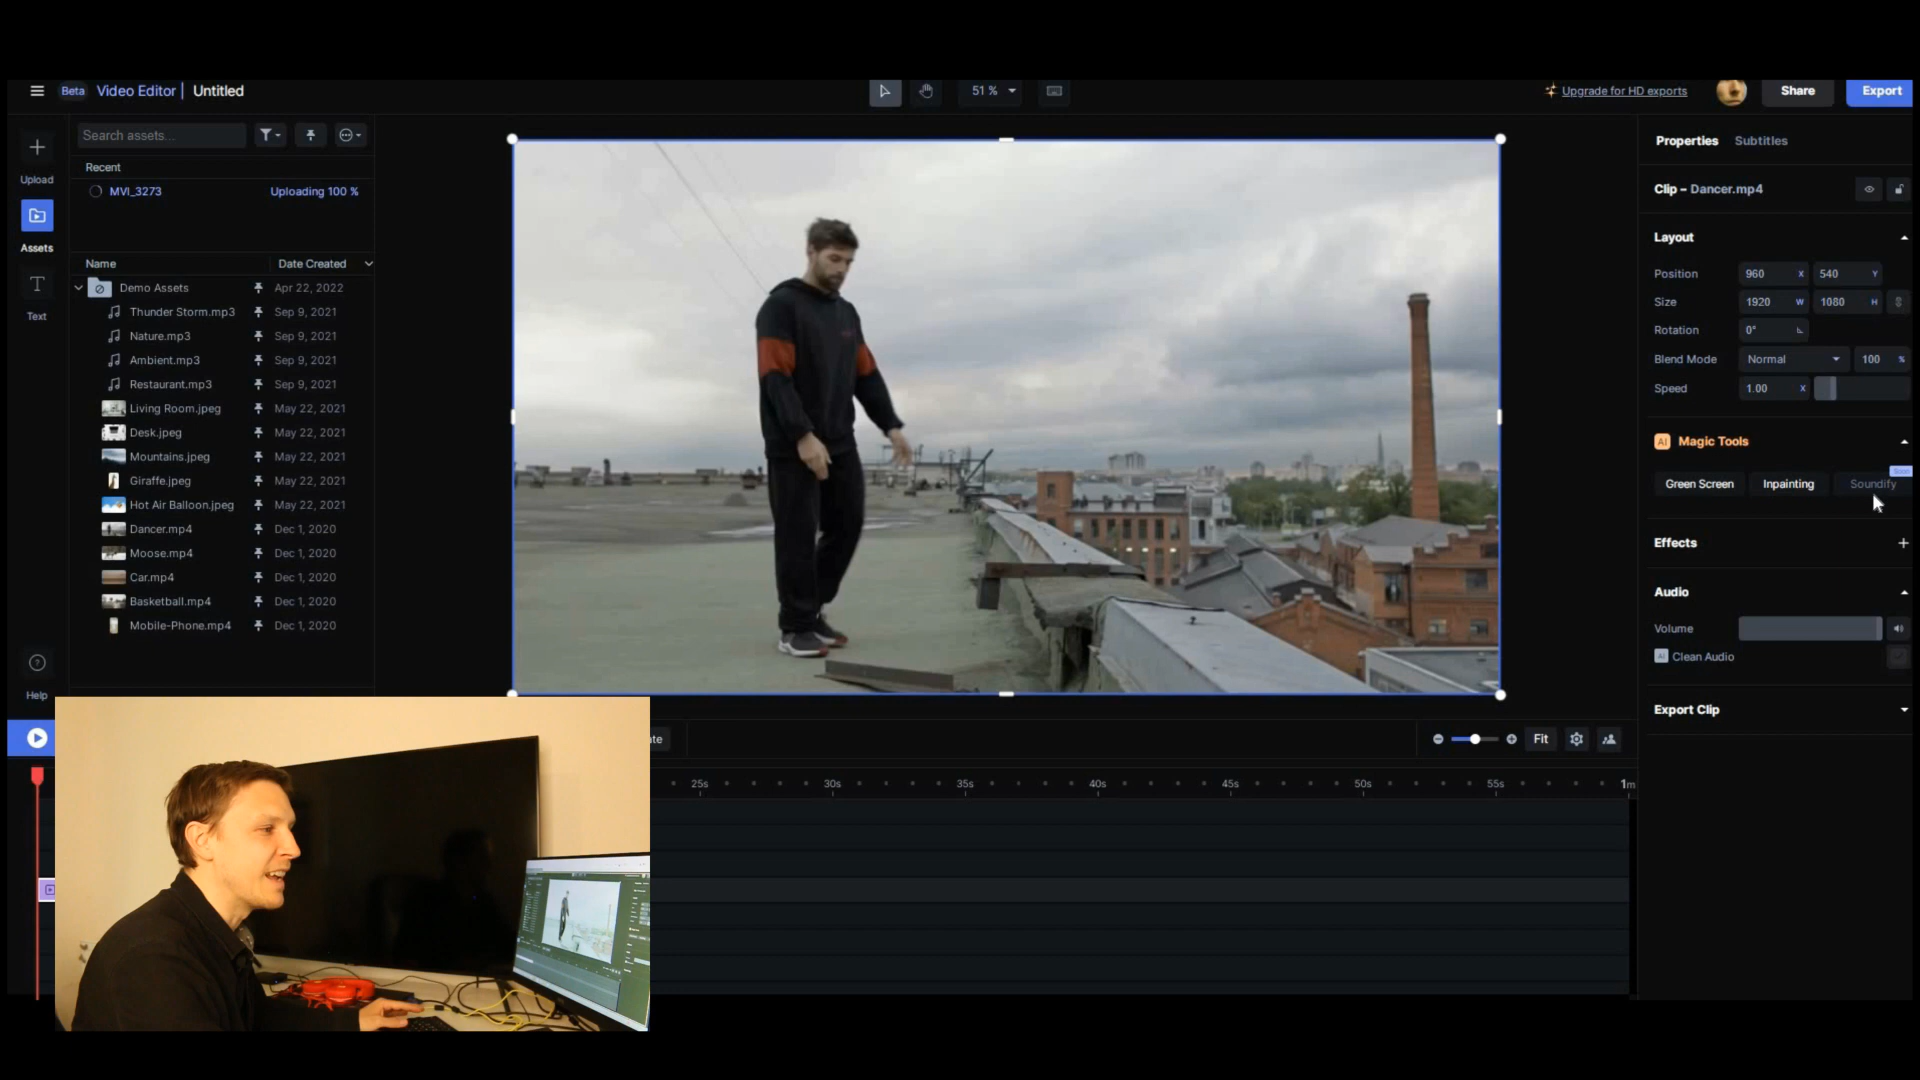 Beta Video Editor | Untitled
51 %
Upgrade for HD exports
Share
Export
Upload
Assets
Text
Help
Search assets...
Recent
MVI_3273 Uploading 100 %
Name Date Created
Demo Assets Apr 22, 2022
Thunder Storm.mp3 Sep 9, 2021
Nature.mp3 Sep 9, 2021
Ambient.mp3 Sep 9, 2021
Restaurant.mp3 Sep 9, 2021
Living Room.jpeg May 22, 2021
Desk.jpeg May 22, 2021
Mountains.jpeg May 22, 2021
Giraffe.jpeg May 22, 2021
Hot Air Balloon.jpeg May 22, 2021
Dancer.mp4 Dec 1, 2020
Moose.mp4 Dec 1, 2020
Car.mp4 Dec 1, 2020
Basketball.mp4 Dec 1, 2020
Mobile-Phone.mp4 Dec 1, 2020
Properties Subtitles
Clip – Dancer.mp4
Layout
Position 960 X 540 Y
Size 1920 W 1080 H
Rotation 0°
Blend Mode Normal 100 %
Speed 1.00 X
AI Magic Tools
Green Screen Inpainting Soundify
Effects
Audio
Volume
AI Clean Audio
Export Clip
Fit
25s 30s 35s 40s 45s 50s 55s 1m